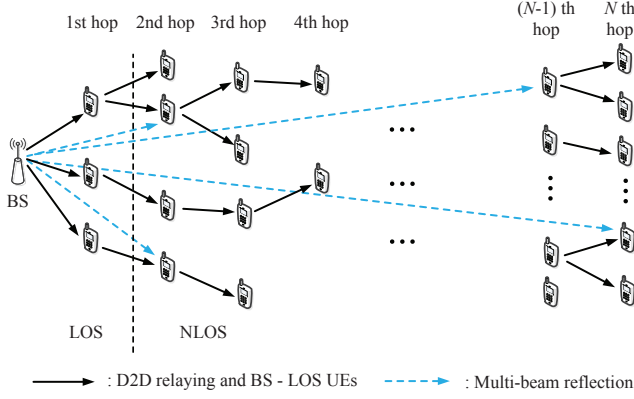 1st hop 2nd hop 3rd hop 4th hop (N-1) th hop N th hop
BS
LOS NLOS
: D2D relaying and BS - LOS UEs : Multi-beam reflection